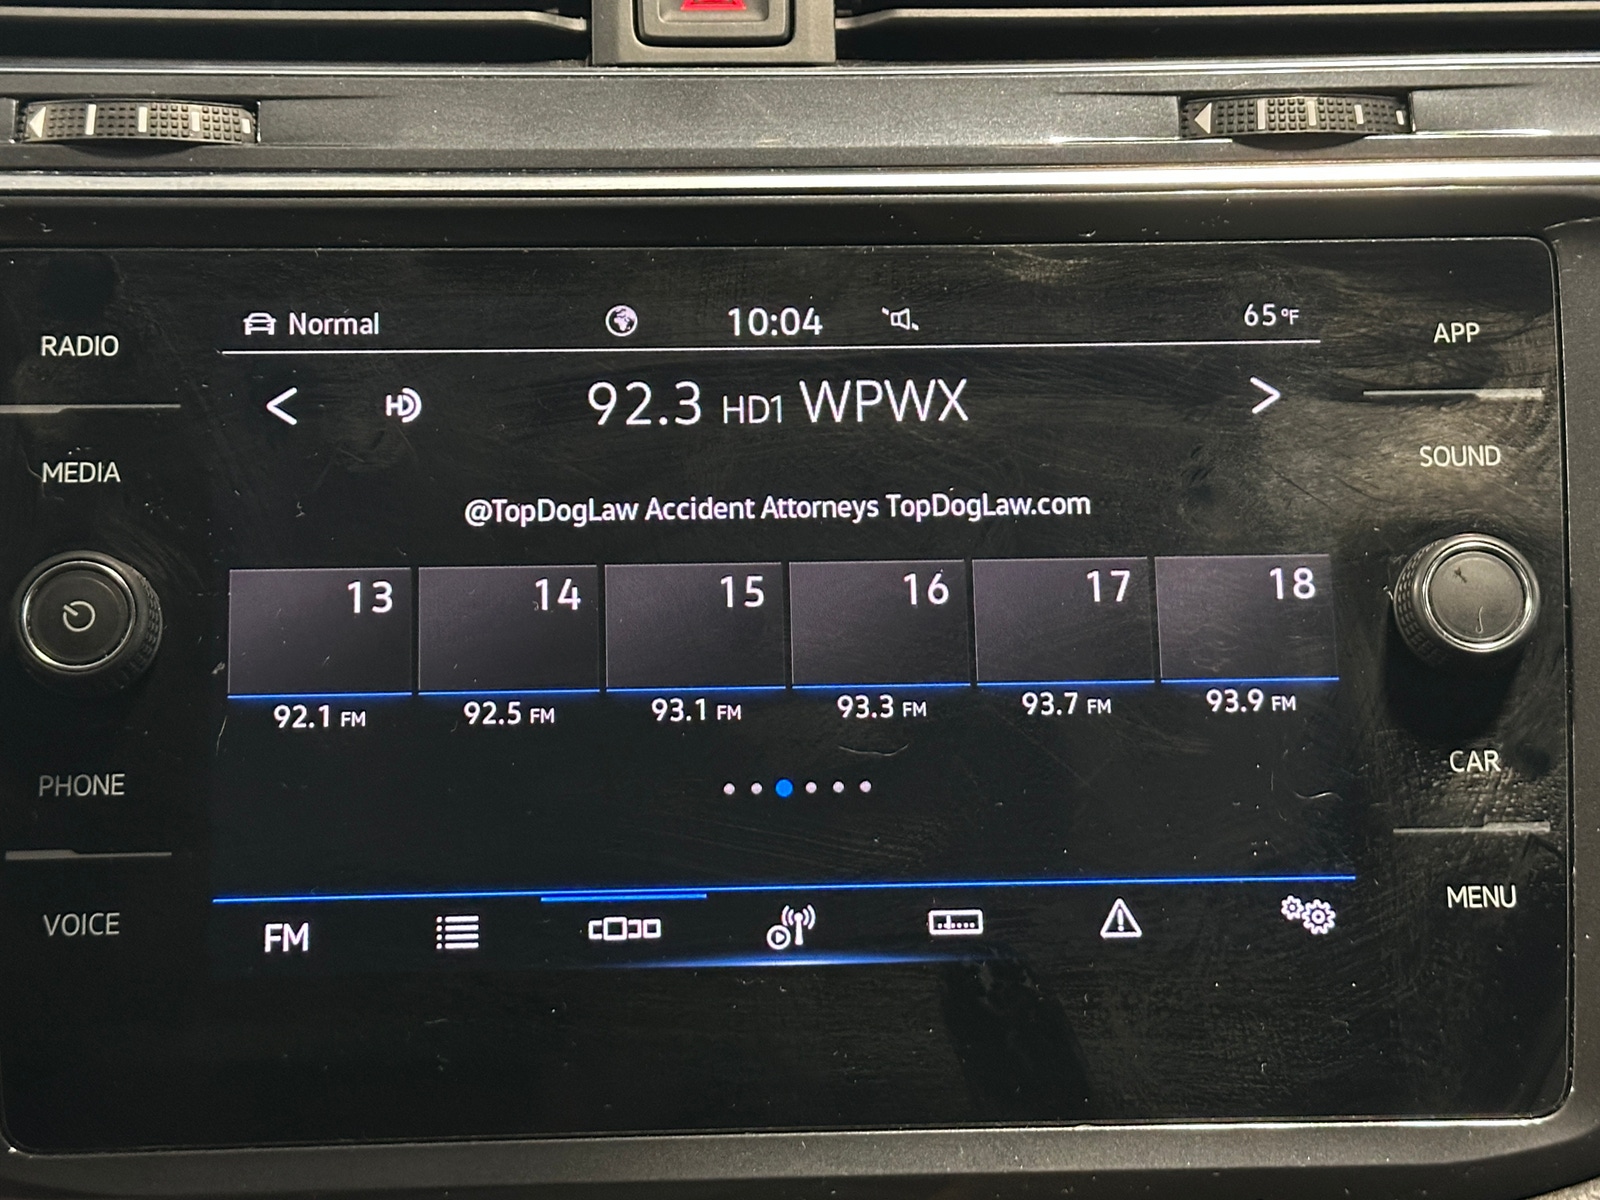 Normal 10:04 65°F
RADIO
APP
92.3 HD1 WPWX
HD
MEDIA
SOUND
@TopDogLaw Accident Attorneys TopDogLaw.com
13 14 15 16 17 18
92.1 FM 92.5 FM 93.1 FM 93.3 FM 93.7 FM 93.9 FM
PHONE
CAR
VOICE
FM
MENU